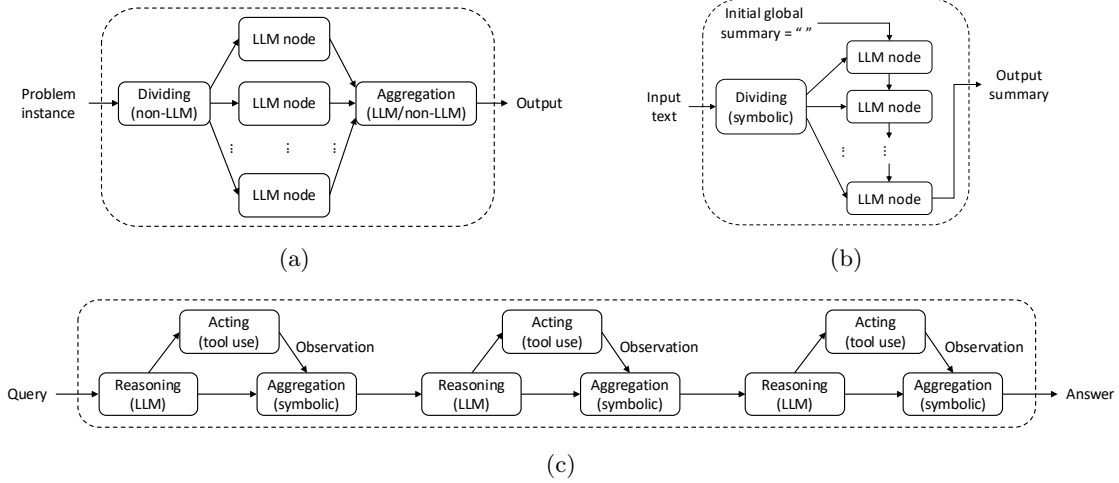 Problem
instance
Dividing
(non-LLM)
LLM node
LLM node
...
...
...
LLM node
Aggregation
(LLM/non-LLM)
Output
(a)
Initial global
summary = “ ”
Input
text
Dividing
(symbolic)
LLM node
LLM node
...
...
LLM node
Output
summary
(b)
Query
Reasoning
(LLM)
Acting
(tool use)
Observation
Aggregation
(symbolic)
Reasoning
(LLM)
Acting
(tool use)
Observation
Aggregation
(symbolic)
Reasoning
(LLM)
Acting
(tool use)
Observation
Aggregation
(symbolic)
Answer
(c)